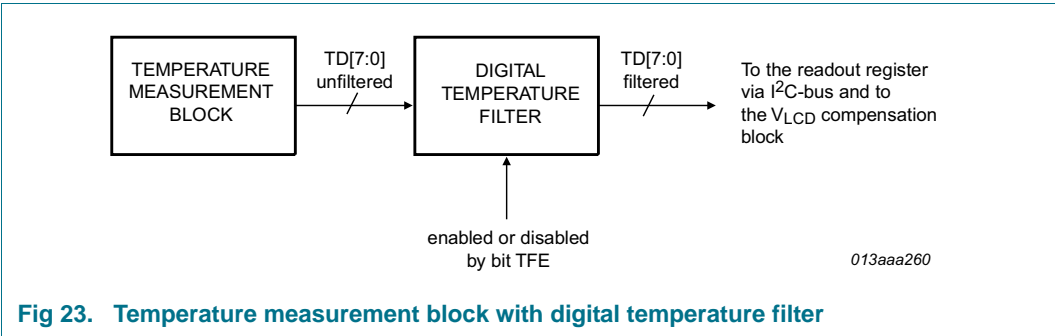 TEMPERATURE
MEASUREMENT
BLOCK
TD[7:0]
unfiltered
DIGITAL
TEMPERATURE
FILTER
TD[7:0]
filtered
To the readout register
via I2C-bus and to
the VLCD compensation
block
enabled or disabled
by bit TFE
013aaa260
Fig 23. Temperature measurement block with digital temperature filter